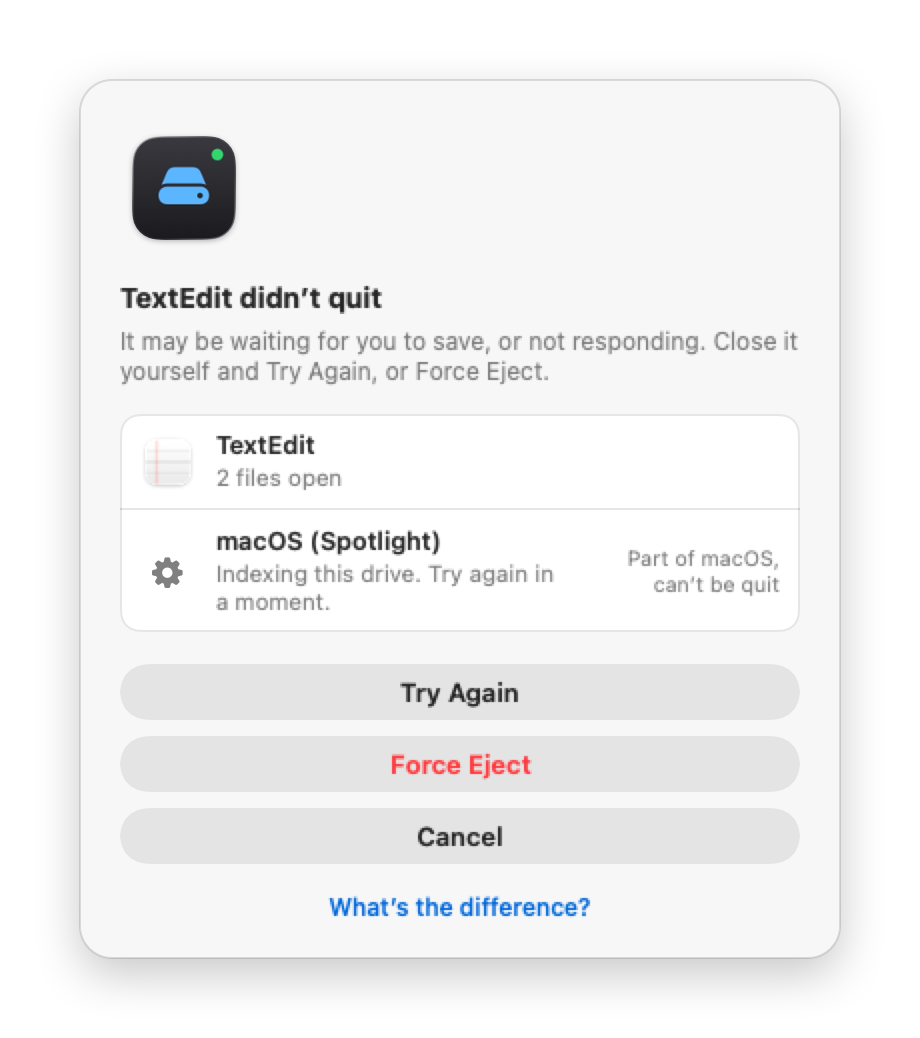 TextEdit didn’t quit
It may be waiting for you to save, or not responding. Close it
yourself and Try Again, or Force Eject.
TextEdit
2 files open
macOS (Spotlight)
Indexing this drive. Try again in
a moment.
Part of macOS,
can’t be quit
Try Again
Force Eject
Cancel
What’s the difference?